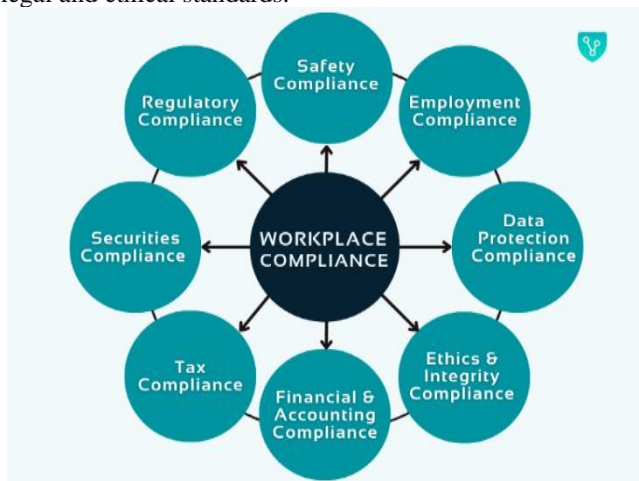 legal and ethical standards.
Safety
Compliance
Employment
Compliance
Data
Protection
Compliance
Ethics &
Integrity
Compliance
Financial &
Accounting
Compliance
Tax
Compliance
Securities
Compliance
Regulatory
Compliance
WORKPLACE
COMPLIANCE